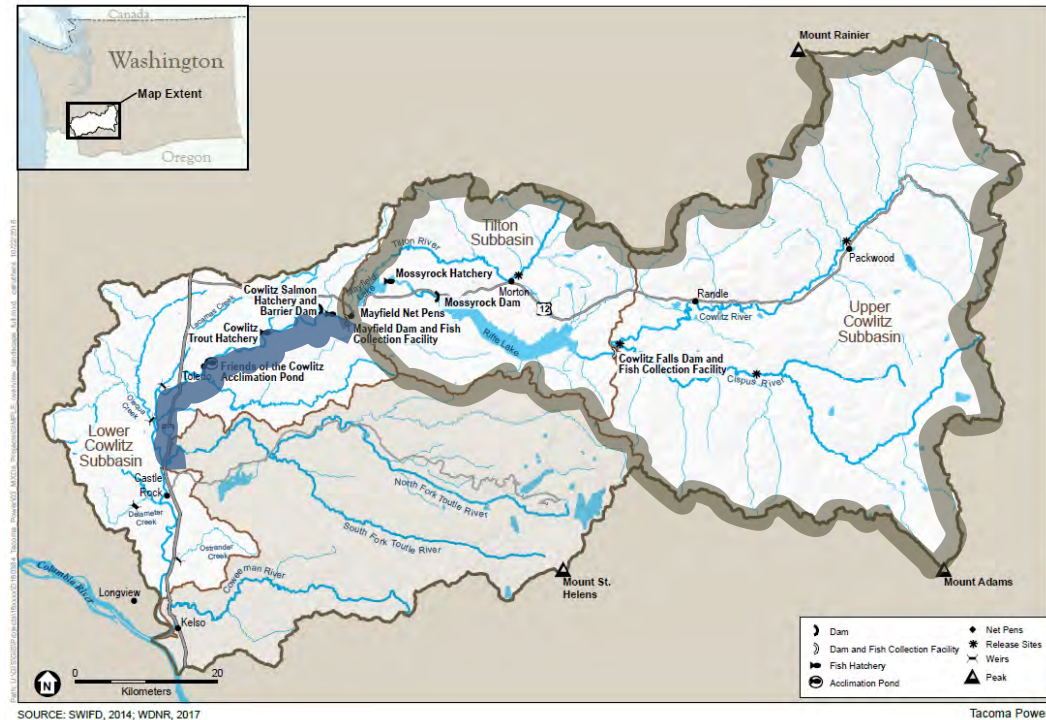 Canada
Washington
Map Extent
Oregon
Mount Rainier
Tilton
Subbasin
Tilton River
Mossyrock Hatchery
Morton
Mossyrock Dam
Mayfield
Lake
12
Riffe Lake
Packwood
Randle
Cowlitz River
Upper
Cowlitz
Subbasin
Cowlitz Falls Dam and
Fish Collection Facility
Cispus River
Cowlitz Salmon
Hatchery and
Barrier Dam
Lacamas Creek
Mayfield Net Pens
Mayfield Dam and Fish
Collection Facility
Cowlitz
Trout Hatchery
Friends of the Cowlitz
Acclimation Pond
Toledo
Olequa
Creek
Lower
Cowlitz
Subbasin
Castle
Rock
Delameter
Creek
North Fork Toutle River
South Fork Toutle River
Ostrander
Creek
Coweeman River
Columbia River
Longview
Kelso
Mount St.
Helens
Mount Adams
N
0 20
Kilometers
Dam
Dam and Fish Collection Facility
Fish Hatchery
Acclimation Pond
Net Pens
Release Sites
Weirs
Peak
SOURCE: SWIFD, 2014; WDNR, 2017
Tacoma Power